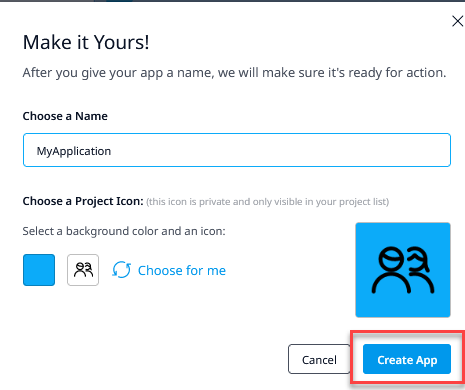 Make it Yours!
After you give your app a name, we will make sure it's ready for action.
Choose a Name
MyApplication
Choose a Project Icon: (this icon is private and only visible in your project list)
Select a background color and an icon:
Choose for me
Cancel Create App